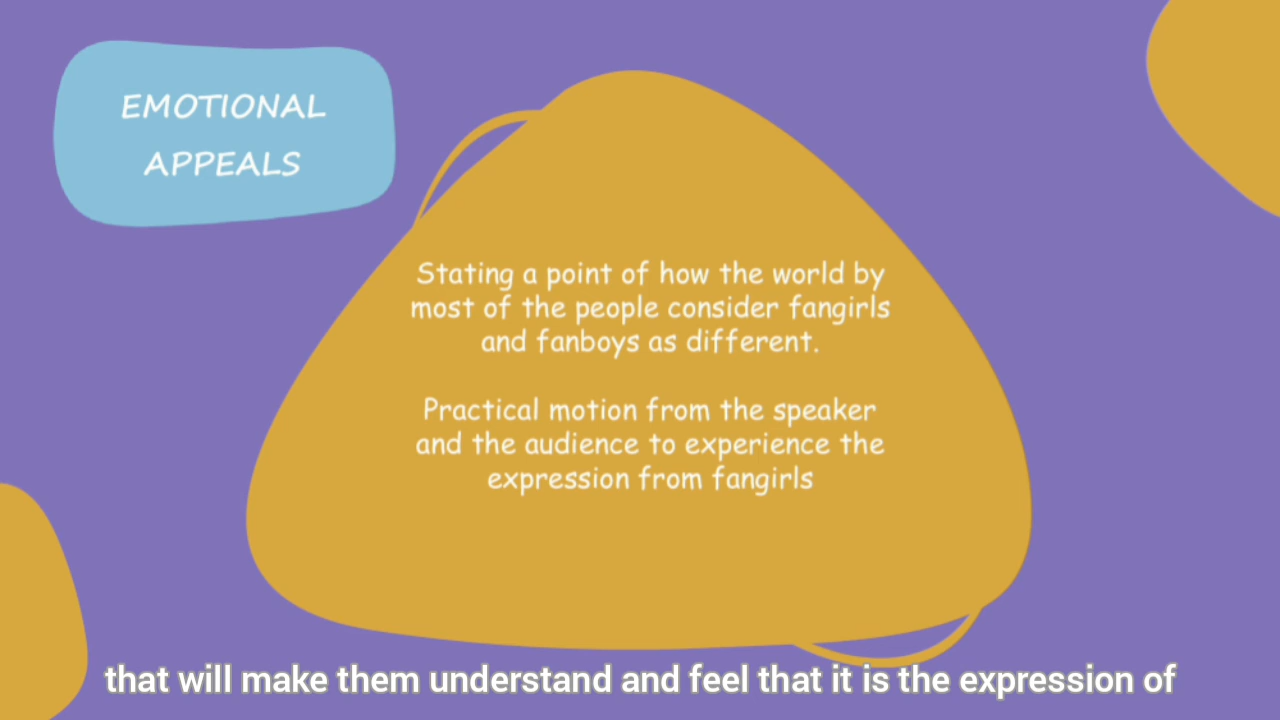 EMOTIONAL
APPEALS
Stating a point of how the world by
most of the people consider fangirls
and fanboys as different.
Practical motion from the speaker
and the audience to experience the
expression from fangirls
that will make them understand and feel that it is the expression of